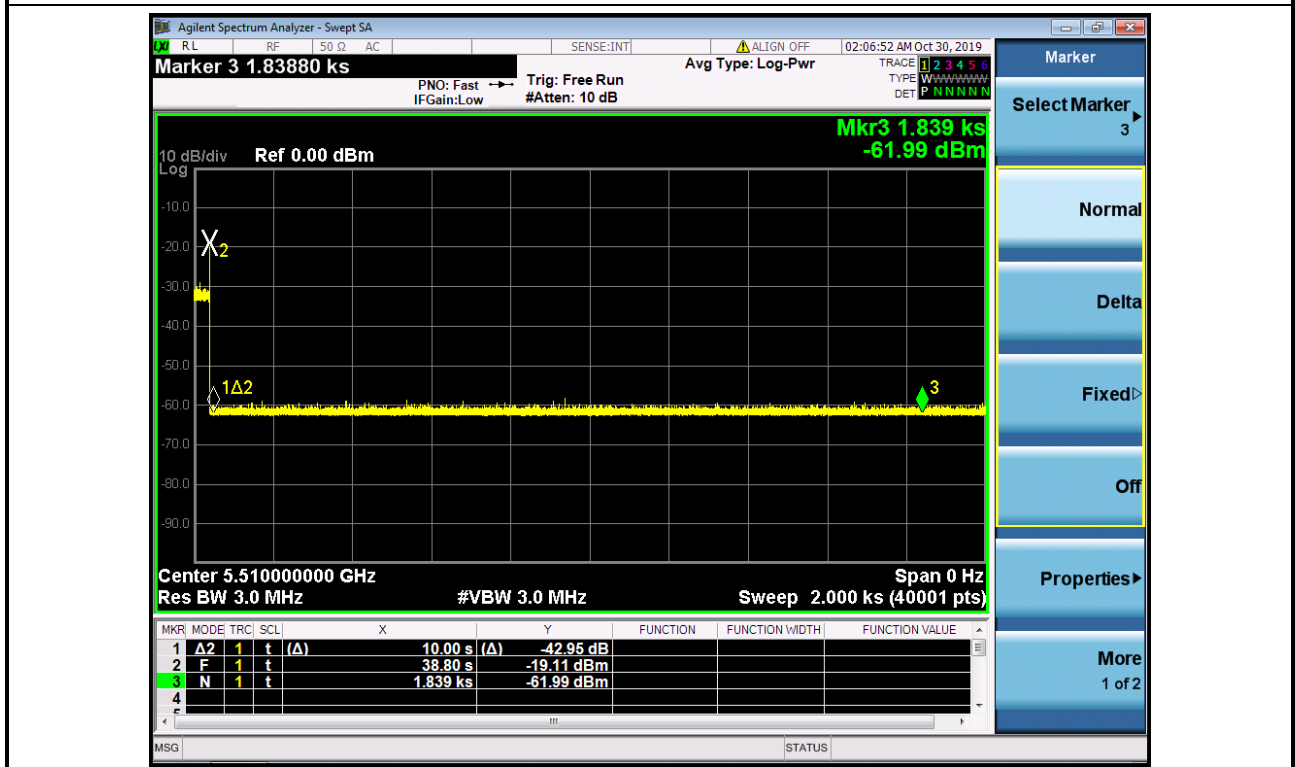 Agilent Spectrum Analyzer - Swept SA
LXI RL RF 50 Ω AC SENSE:INT ALIGN OFF 02:06:52 AM Oct 30, 2019
Marker 3 1.83880 ks
PNO: Fast
IFGain:Low
Trig: Free Run
#Atten: 10 dB
Avg Type: Log-Pwr
TRACE 1 2 3 4 5 6
TYPE WWWWWW
DET P N N N N N
Mkr3 1.839 ks
-61.99 dBm
10 dB/div Ref 0.00 dBm
Log
-10.0
-20.0
-30.0
-40.0
-50.0
-60.0
-70.0
-80.0
-90.0
X2
1Δ2
3
Center 5.510000000 GHz Span 0 Hz
Res BW 3.0 MHz #VBW 3.0 MHz Sweep 2.000 ks (40001 pts)
MKR MODE TRC SCL X Y FUNCTION FUNCTION WIDTH FUNCTION VALUE
1 Δ2 1 t (Δ) 10.00 s (Δ) -42.95 dB
2 F 1 t 38.80 s -19.11 dBm
3 N 1 t 1.839 ks -61.99 dBm
4
MSG STATUS
Marker
Select Marker
3
Normal
Delta
Fixed
Off
Properties
More
1 of 2